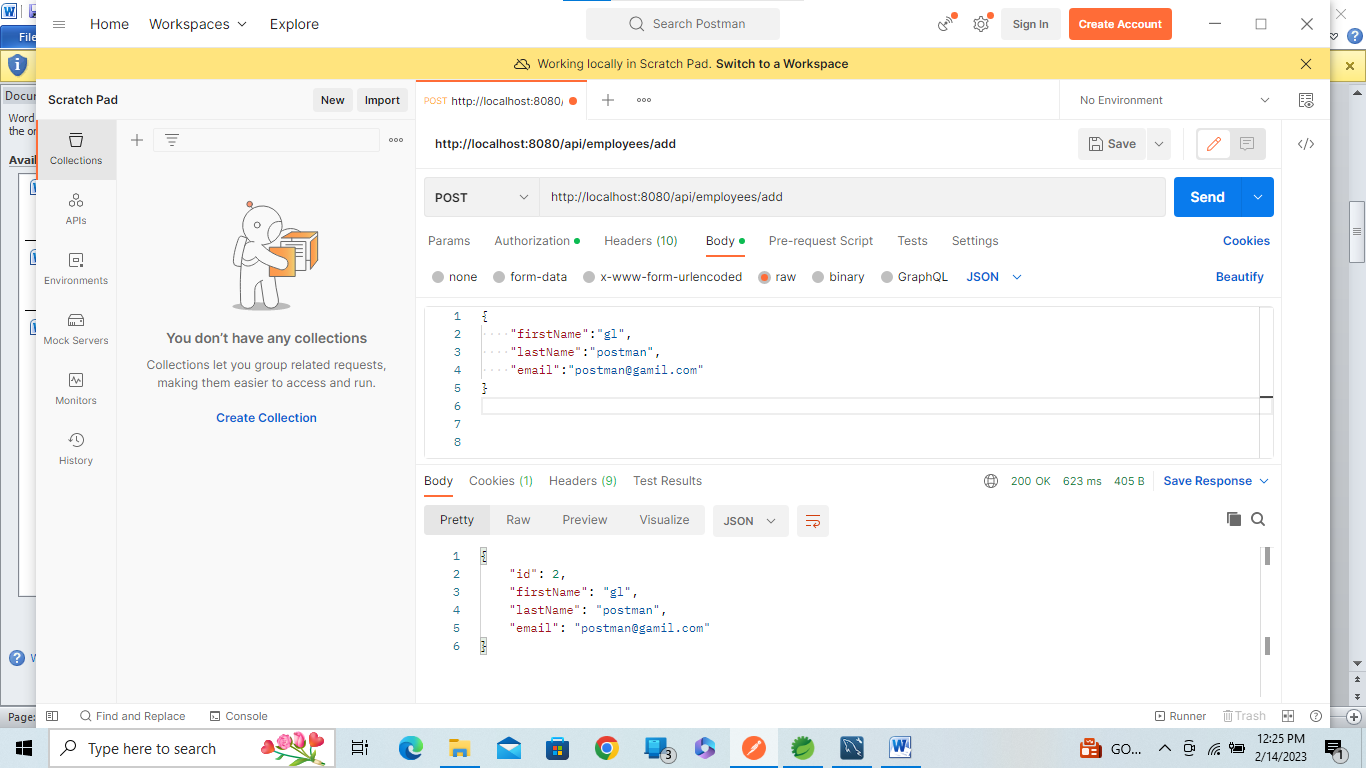 File
Home
Workspaces
Explore
Search Postman
Sign In
Create Account
Working locally in Scratch Pad. Switch to a Workspace
Docum
Word
the or
Avail
Scratch Pad
New
Import
POST http://localhost:8080/
No Environment
Collections
APIs
Environments
Mock Servers
Monitors
History
You don't have any collections
Collections let you group related requests,
making them easier to access and run.
Create Collection
http://localhost:8080/api/employees/add
Save
POST
http://localhost:8080/api/employees/add
Send
Params
Authorization
Headers (10)
Body
Pre-request Script
Tests
Settings
Cookies
none
form-data
x-www-form-urlencoded
raw
binary
GraphQL
JSON
Beautify
1 {
2 "firstName":"gl",
3 "lastName":"postman",
4 "email":"postman@gamil.com"
5 }
6
7
8
Body
Cookies (1)
Headers (9)
Test Results
200 OK
623 ms
405 B
Save Response
Pretty
Raw
Preview
Visualize
JSON
1 {
2 "id": 2,
3 "firstName": "gl",
4 "lastName": "postman",
5 "email": "postman@gamil.com"
6 }
Page:
Find and Replace
Console
Runner
Trash
Type here to search
3
GO...
12:25 PM
2/14/2023
1